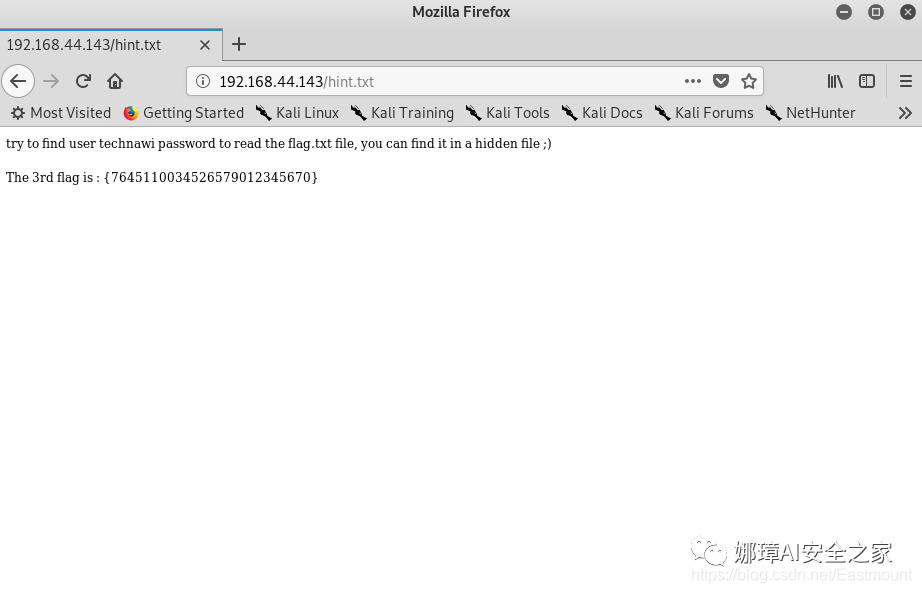 Mozilla Firefox
192.168.44.143/hint.txt
192.168.44.143/hint.txt
Most Visited Getting Started Kali Linux Kali Training Kali Tools Kali Docs Kali Forums NetHunter
try to find user technawi password to read the flag.txt file, you can find it in a hidden file ;)
The 3rd flag is : {7645110034526579012345670}
娜璋AI安全之家
https://blog.csdn.net/Eastmount